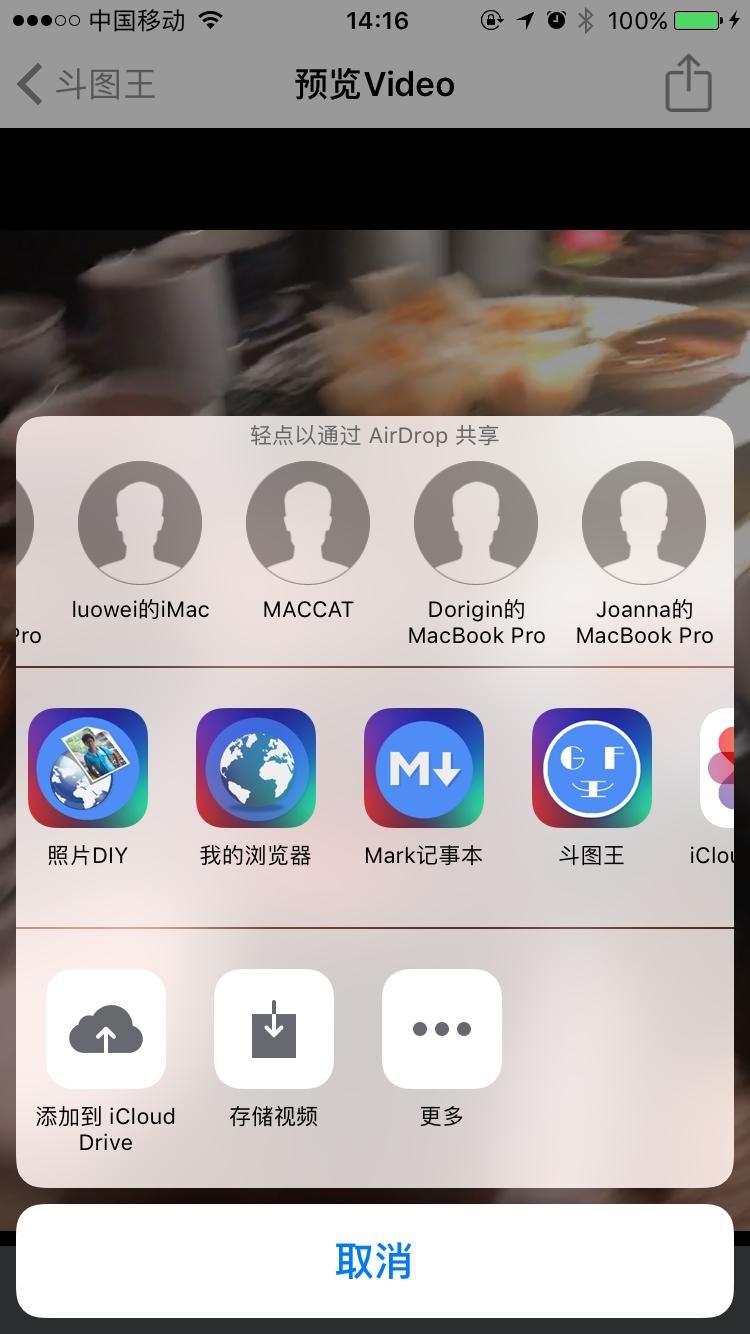 中国移动 14:16 100%
斗图王 预览Video
轻点以通过 AirDrop 共享
Pro
luowei的iMac
MACCAT
Dorigin的
MacBook Pro
Joanna的
MacBook Pro
M
G F
王
照片DIY
我的浏览器
Mark记事本
斗图王
iClou
添加到 iCloud
Drive
存储视频
更多
取消